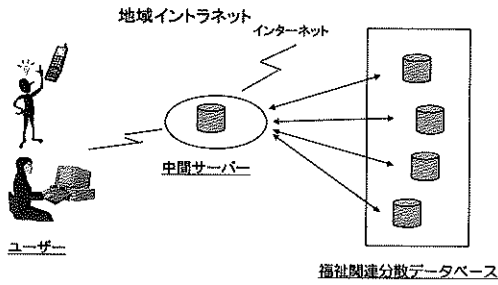 地域イントラネット
インターネット
中間サーバー
ユーザー
福祉関連分散データベース